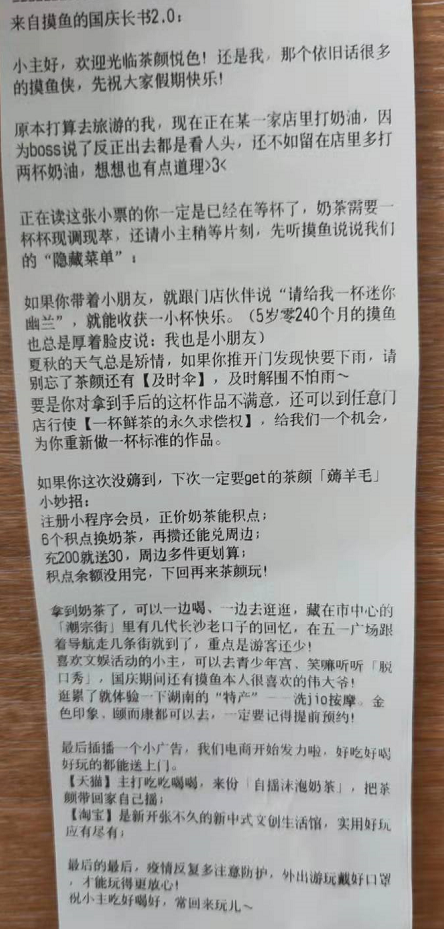 来自摸鱼的国庆长书2.0：
小主好，欢迎光临茶颜悦色！还是我，那个依旧话很多
的摸鱼侠，先祝大家假期快乐！
原本打算去旅游的我，现在正在某一家店里打奶油，因
为boss说了反正出去都是看人头，还不如留在店里多打
两杯奶油，想想也有点道理>3<
正在读这张小票的你一定是已经在等杯了，奶茶需要一
杯杯现调现萃，还请小主稍等片刻，先听摸鱼说说我们
的“隐藏菜单”：
如果你带着小朋友，就跟门店伙伴说“请给我一杯迷你
幽兰”，就能收获一小杯快乐。（5岁零240个月的摸鱼
也总是厚着脸皮说：我也是小朋友）
夏秋的天气总是矫情，如果你推开门发现快要下雨，请
别忘了茶颜还有【及时伞】，及时解围不怕雨～
要是你对拿到手后的这杯作品不满意，还可以到任意门
店行使【一杯鲜茶的永久求偿权】，给我们一个机会，
为你重新做一杯标准的作品。
如果你这次没薅到，下次一定要get的茶颜「薅羊毛」
小妙招：
注册小程序会员，正价奶茶能积点；
6个积点换奶茶，再攒还能兑周边；
充200就送30，周边多件更划算；
积点余额没用完，下回再来茶颜玩！
拿到奶茶了，可以一边喝、一边去逛逛，藏在市中心的
「潮宗街」里有几代长沙老口子的回忆，在五一广场跟
着导航走几条街就到了，重点是游客还少！
喜欢文娱活动的小主，可以去青少年宫、笑嘛听听「脱
口秀」，国庆期间还有摸鱼本人很喜欢的伟大爷！
逛累了就体验一下湖南的“特产”——洗jio按摩。金
色印象、颐而康都可以去，一定要记得提前预约！
最后插播一个小广告，我们电商开始发力啦，好吃好喝
好玩的都能送上门。
【天猫】主打吃吃喝喝，来份「自摇沫泡奶茶」，把茶
颜带回家自己摇；
【淘宝】是新开张不久的新中式文创生活馆，实用好玩
应有尽有；
最后的最后，疫情反复多注意防护，外出游玩戴好口罩
，才能玩得更放心！
祝小主吃好喝好，常回来玩儿～